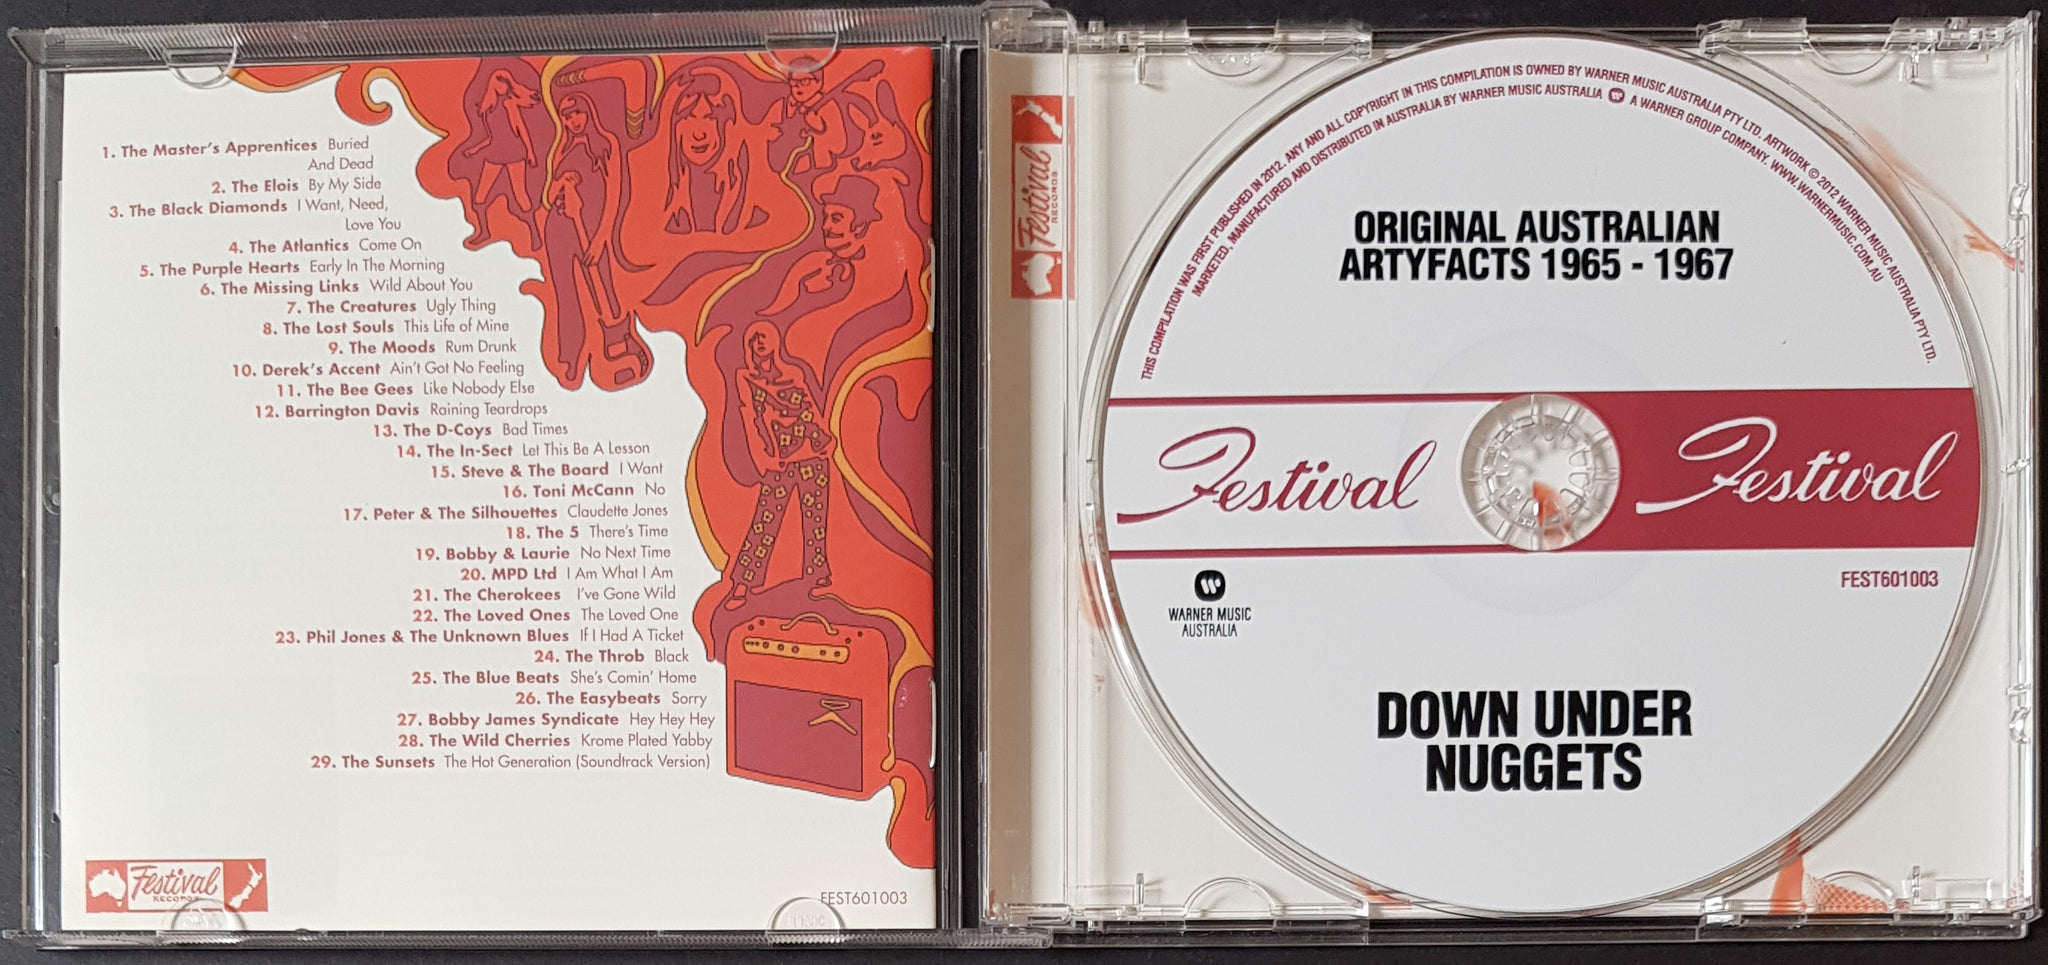 1. The Master's Apprentices Buried
And Dead
2. The Elois By My Side
3. The Black Diamonds I Want, Need,
Love You
4. The Atlantics Come On
5. The Purple Hearts Early In The Morning
6. The Missing Links Wild About You
7. The Creatures Ugly Thing
8. The Lost Souls This Life of Mine
9. The Moods Rum Drunk
10. Derek's Accent Ain't Got No Feeling
11. The Bee Gees Like Nobody Else
12. Barrington Davis Raining Teardrops
13. The D-Coys Bad Times
14. The In-Sect Let This Be A Lesson
15. Steve & The Board I Want
16. Toni McCann No
17. Peter & The Silhouettes Claudette Jones
18. The 5 There's Time
19. Bobby & Laurie No Next Time
20. MPD Ltd I Am What I Am
21. The Cherokees I've Gone Wild
22. The Loved Ones The Loved One
23. Phil Jones & The Unknown Blues If I Had A Ticket
24. The Throb Black
25. The Blue Beats She's Comin' Home
26. The Easybeats Sorry
27. Bobby James Syndicate Hey Hey Hey
28. The Wild Cherries Krome Plated Yabby
29. The Sunsets The Hot Generation (Soundtrack Version)
Festival
RECORDS
FEST601003
Festival
RECORDS
THIS COMPILATION WAS FIRST PUBLISHED IN 2012. ANY AND ALL COPYRIGHT IN THIS COMPILATION IS OWNED BY WARNER MUSIC AUSTRALIA PTY LTD. ARTWORK © 2012 WARNER MUSIC AUSTRALIA PTY LTD.
MARKETED, MANUFACTURED AND DISTRIBUTED IN AUSTRALIA BY WARNER MUSIC AUSTRALIA A WARNER GROUP COMPANY. WWW.WARNERMUSIC.COM.AU
ORIGINAL AUSTRALIAN
ARTYFACTS 1965 - 1967
Festival Festival
FEST601003
WARNER MUSIC
AUSTRALIA
DOWN UNDER
NUGGETS